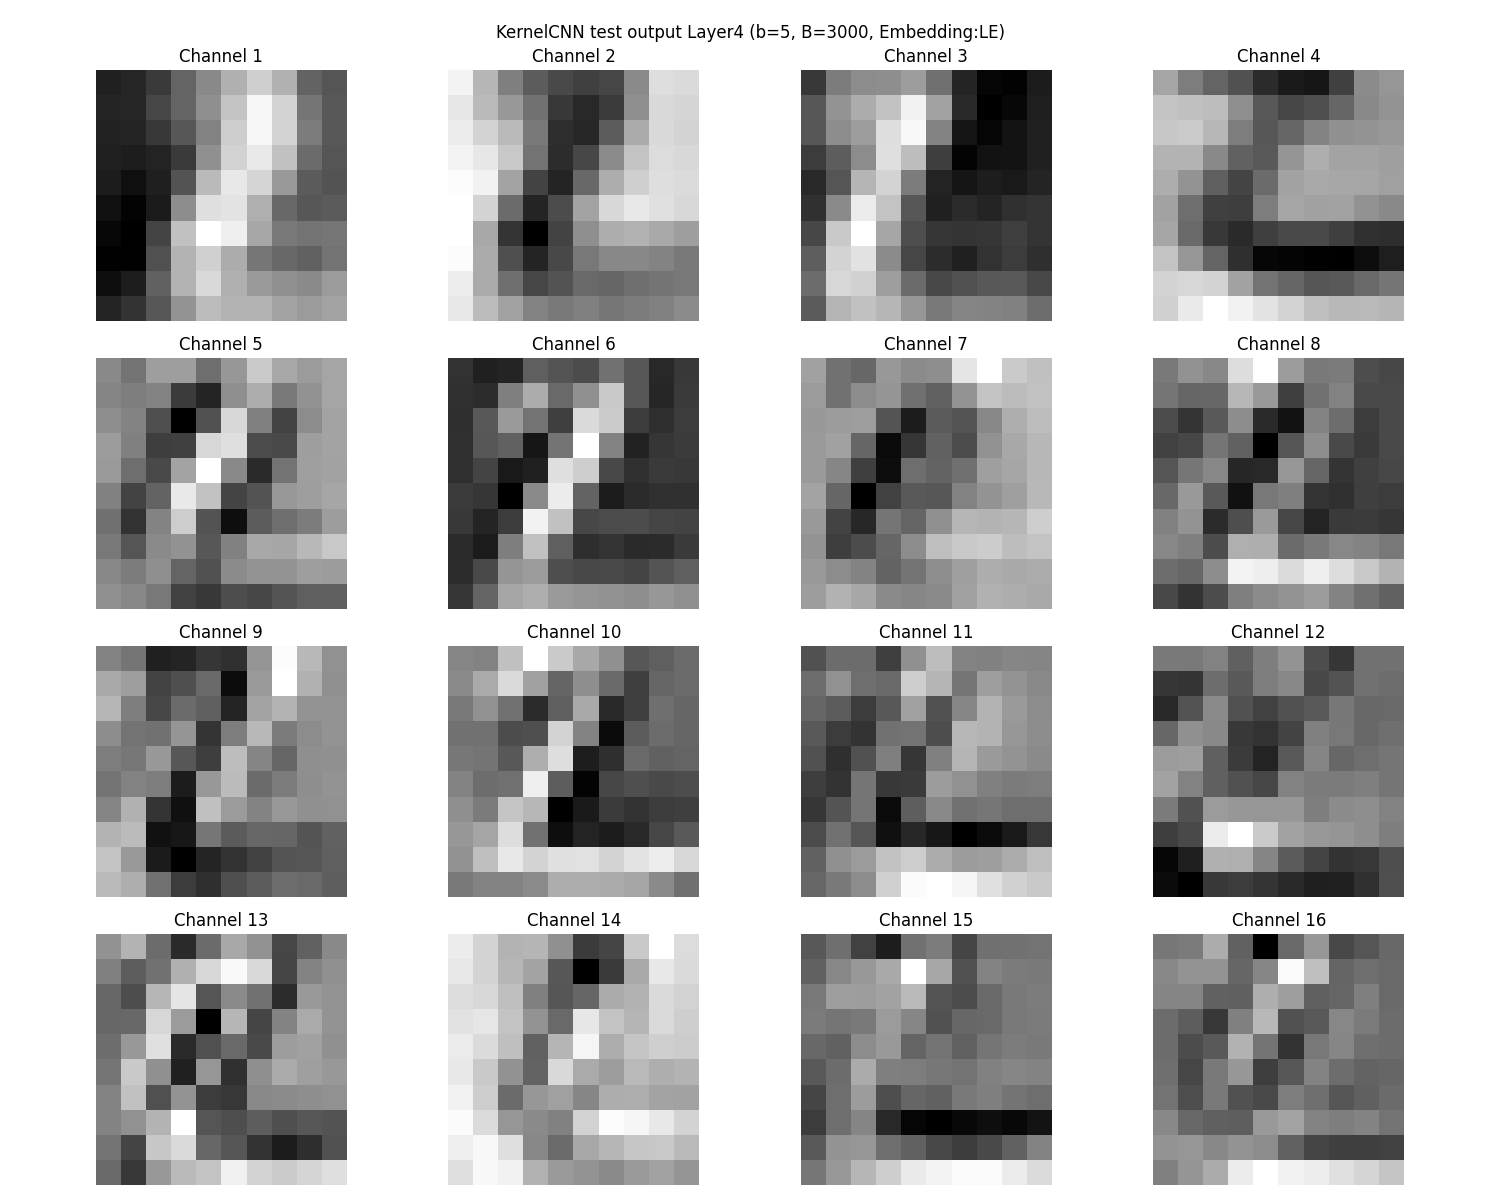 KernelCNN test output Layer4 (b=5, B=3000, Embedding:LE)
Channel 1
Channel 2
Channel 3
Channel 4
Channel 5
Channel 6
Channel 7
Channel 8
Channel 9
Channel 10
Channel 11
Channel 12
Channel 13
Channel 14
Channel 15
Channel 16